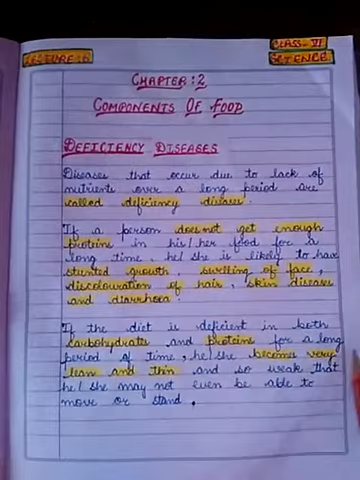 LECTURE:6
CLASS-VI
SCIENCE
CHAPTER:2
COMPONENTS OF FOOD
DEFICIENCY DISEASES
Diseases that occur due to lack of
nutrients over a long period are
called deficiency diseases.
If a person does not get enough
proteins in his/her food for a
long time, he/she is likely to have
stunted growth, swelling of face,
discolouration of hair, skin diseases
and diarrhoea.
If the diet is deficient in both
carbohydrates and proteins for a long
period of time, he/she becomes very
lean and thin and so weak that
he/she may not even be able to
move or stand.